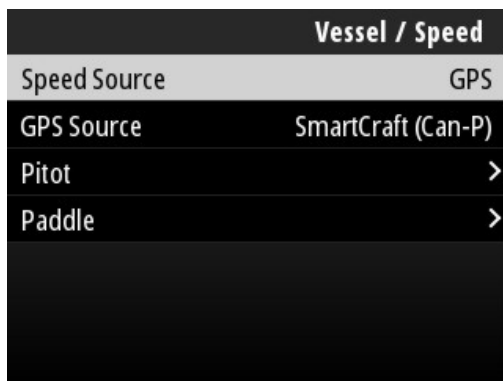 Vessel / Speed
Speed Source GPS
GPS Source SmartCraft (Can-P)
Pitot >
Paddle >